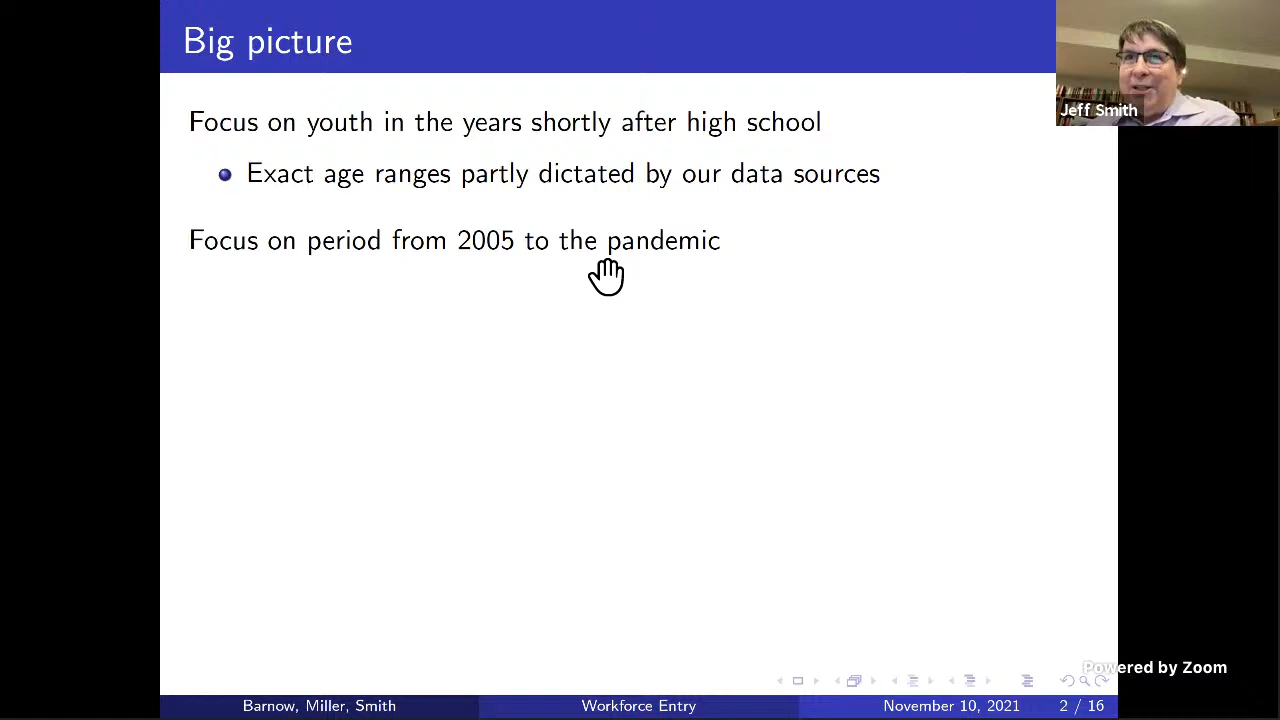 Big picture
Jeff Smith
Focus on youth in the years shortly after high school
Exact age ranges partly dictated by our data sources
Focus on period from 2005 to the pandemic
Powered by Zoom
Barnow, Miller, Smith
Workforce Entry
November 10, 2021
2 / 16